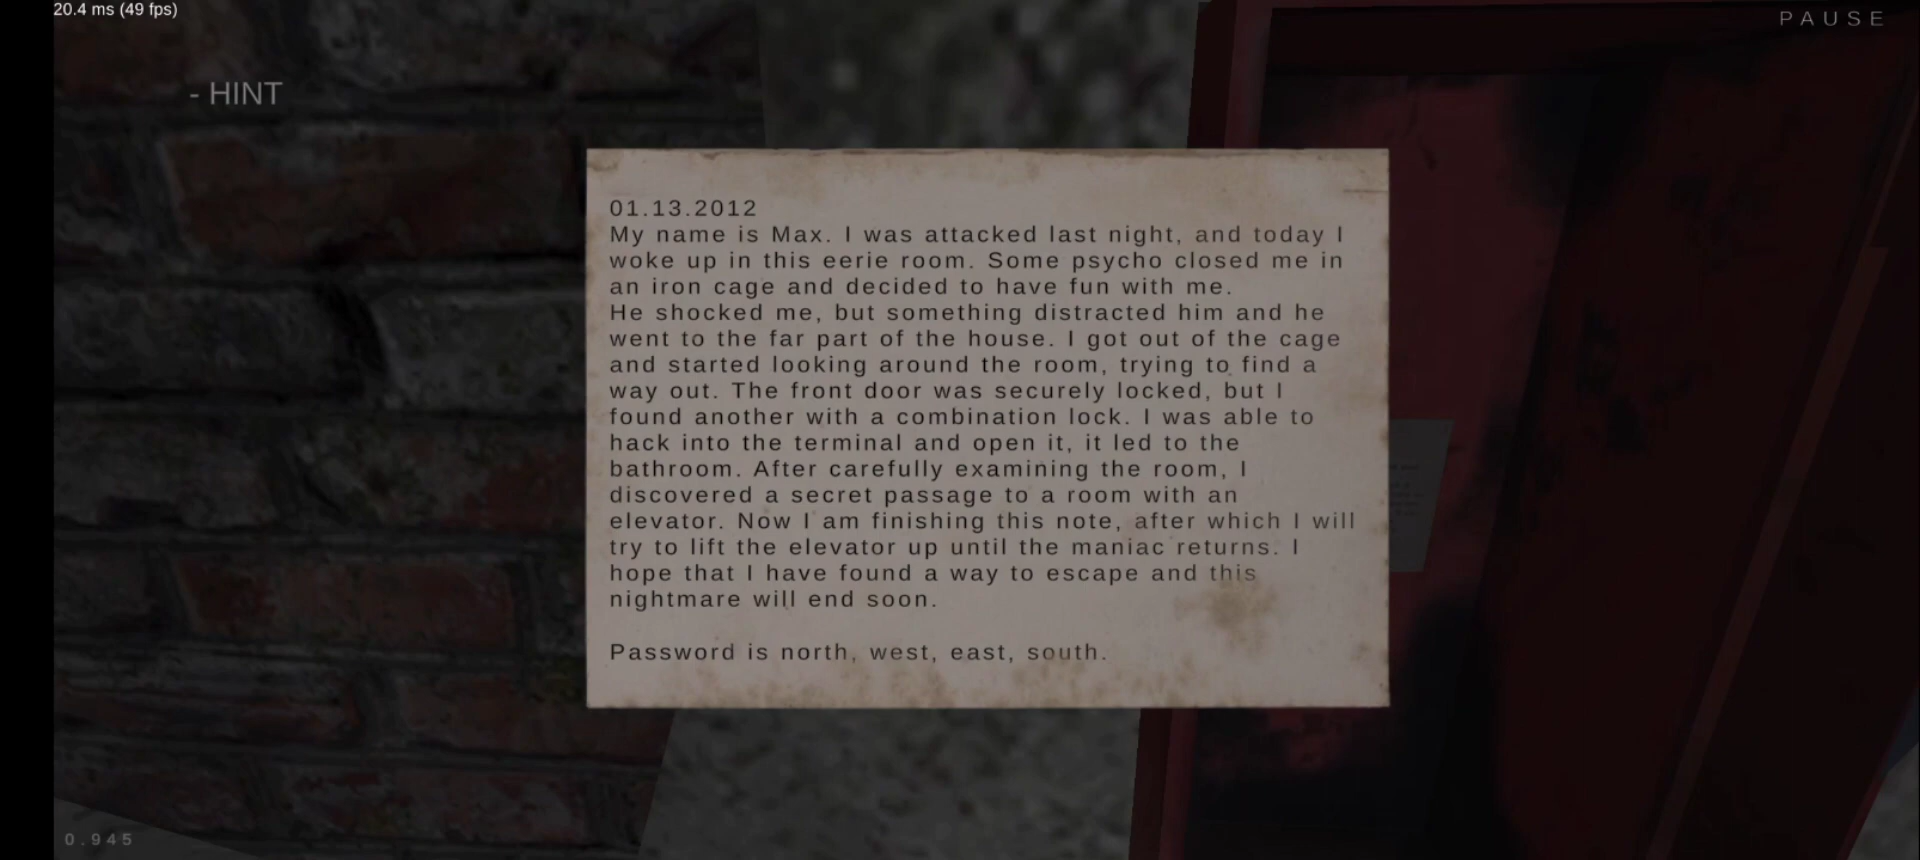 20.4 ms (49 fps)
PAUSE
- HINT
01.13.2012
My name is Max. I was attacked last night, and today I
woke up in this eerie room. Some psycho closed me in
an iron cage and decided to have fun with me.
He shocked me, but something distracted him and he
went to the far part of the house. I got out of the cage
and started looking around the room, trying to find a
way out. The front door was securely locked, but I
found another with a combination lock. I was able to
hack into the terminal and open it, it led to the
bathroom. After carefully examining the room, I
discovered a secret passage to a room with an
elevator. Now I am finishing this note, after which I will
try to lift the elevator up until the maniac returns. I
hope that I have found a way to escape and this
nightmare will end soon.
Password is north, west, east, south.
0.945